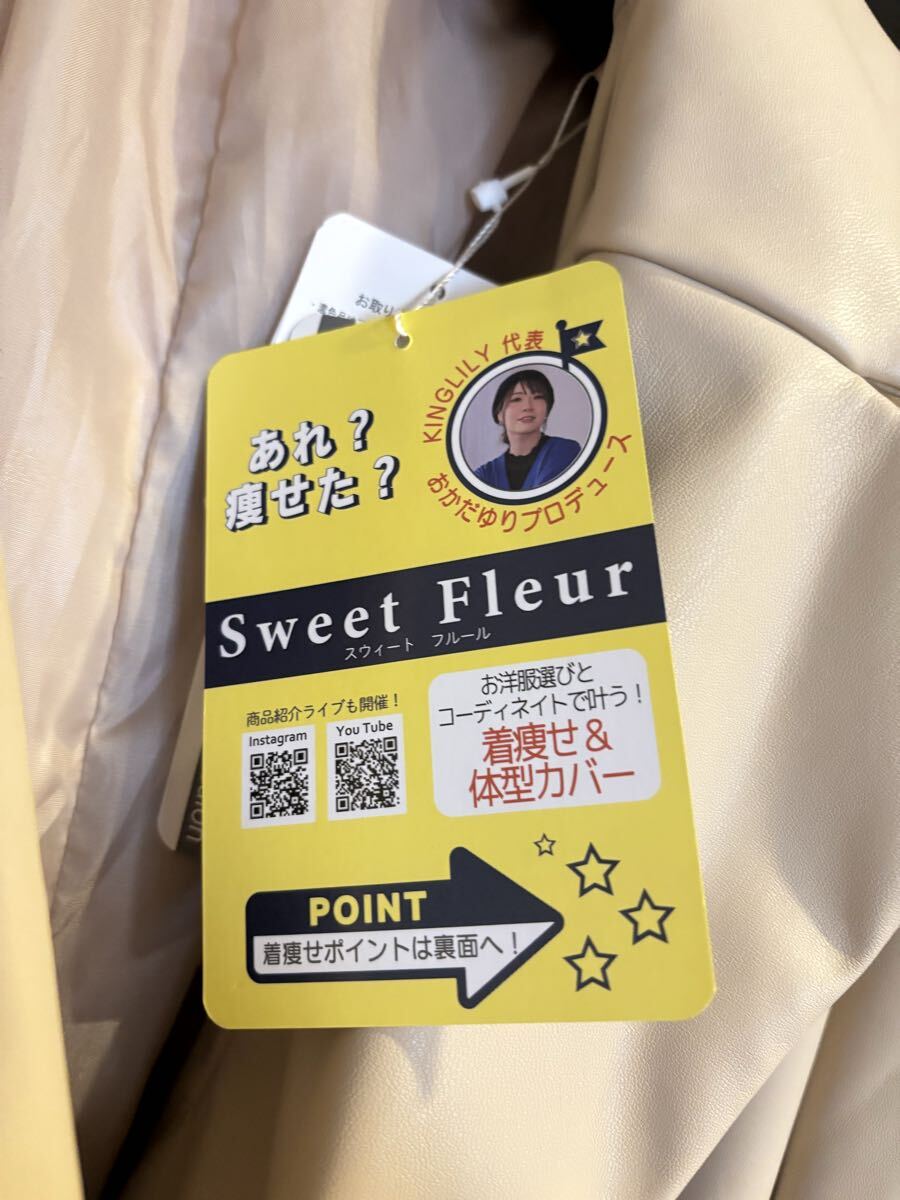 お取り
KINGLILY 代表
おかだゆりプロデュース
あれ？
痩せた？
Sweet Fleur
スウィート フルール
商品紹介ライブも開催！
Instagram
You Tube
お洋服選びと
コーディネイトで叶う！
着痩せ＆
体型カバー
POINT
着痩せポイントは裏面へ！